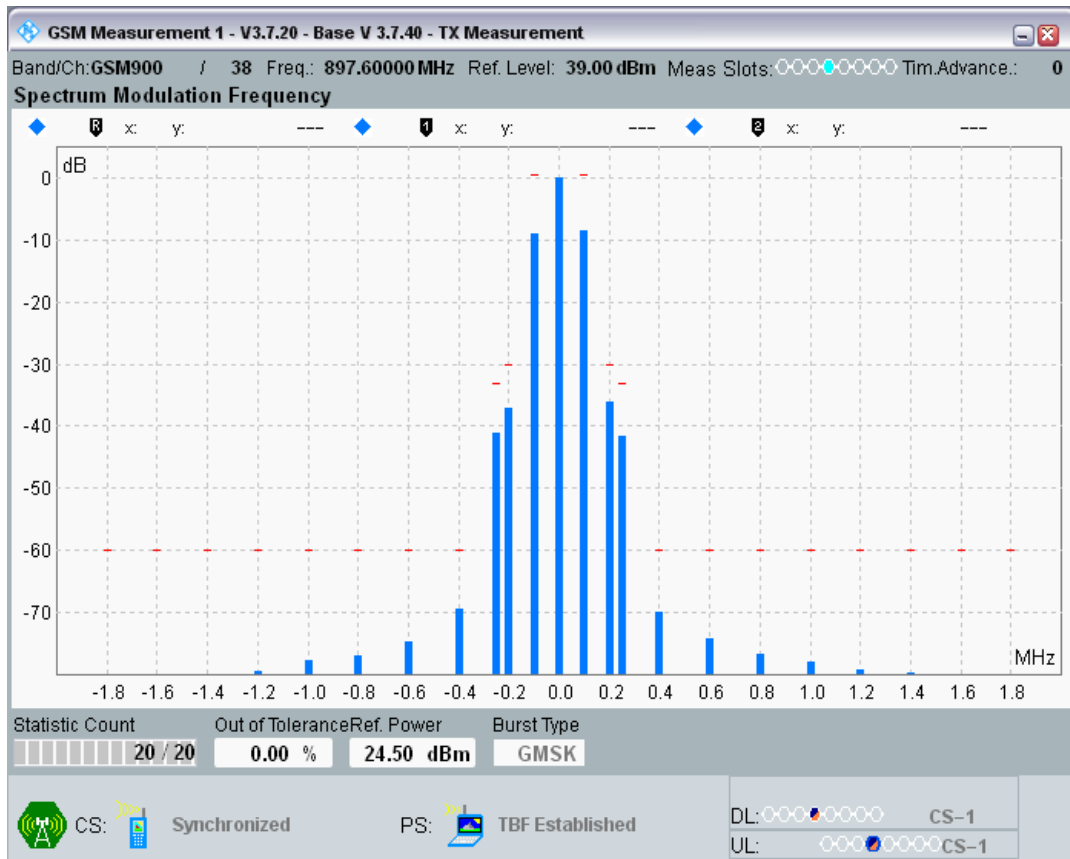 GSM Measurement 1 - V3.7.20 - Base V 3.7.40 - TX Measurement
Band/Ch:GSM900 / 38 Freq.: 897.60000 MHz Ref. Level: 39.00 dBm Meas Slots: Tim.Advance.: 0
Spectrum Modulation Frequency
R x: y: --- 1 x: y: --- 2 x: y: ---
dB
0
-10
-20
-30
-40
-50
-60
-70
MHz
-1.8 -1.6 -1.4 -1.2 -1.0 -0.8 -0.6 -0.4 -0.2 0.0 0.2 0.4 0.6 0.8 1.0 1.2 1.4 1.6 1.8
Statistic Count Out of Tolerance Ref. Power Burst Type
20 / 20 0.00 % 24.50 dBm GMSK
CS: Synchronized PS: TBF Established DL: CS-1
UL: CS-1